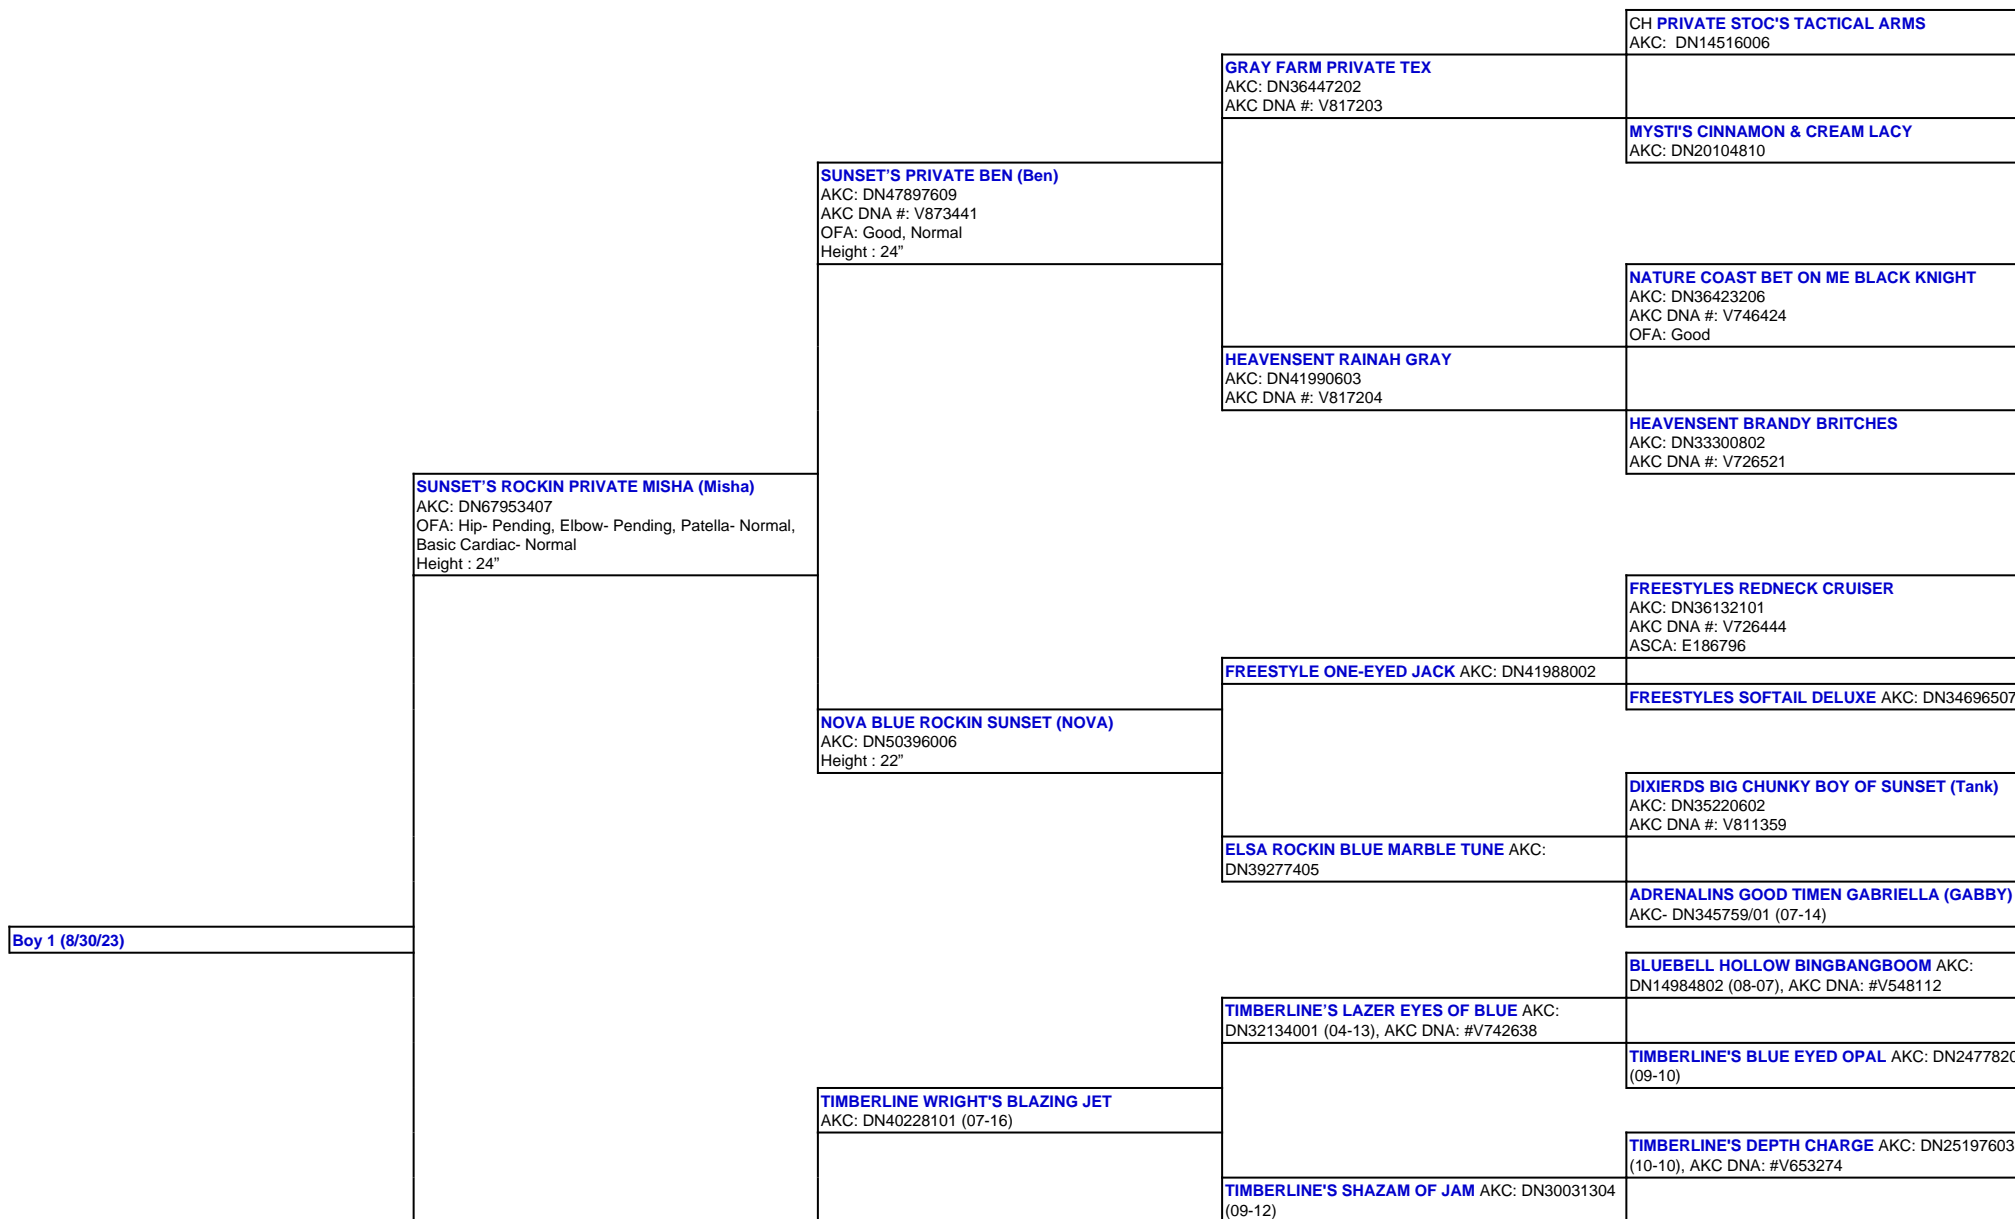 CH PRIVATE STOC'S TACTICAL ARMS
AKC:  DN14516006
GRAY FARM PRIVATE TEX
AKC: DN36447202
AKC DNA #: V817203
MYSTI'S CINNAMON & CREAM LACY
AKC: DN20104810
SUNSET’S PRIVATE BEN (Ben)
AKC: DN47897609
AKC DNA #: V873441
OFA: Good, Normal
Height : 24”
NATURE COAST BET ON ME BLACK KNIGHT
AKC: DN36423206
AKC DNA #: V746424
OFA: Good
HEAVENSENT RAINAH GRAY
AKC: DN41990603
AKC DNA #: V817204
HEAVENSENT BRANDY BRITCHES
AKC: DN33300802
AKC DNA #: V726521
SUNSET’S ROCKIN PRIVATE MISHA (Misha)
AKC: DN67953407
OFA: Hip- Pending, Elbow- Pending, Patella- Normal,
Basic Cardiac- Normal
Height : 24”
FREESTYLES REDNECK CRUISER
AKC: DN36132101
AKC DNA #: V726444
ASCA: E186796
FREESTYLE ONE-EYED JACK AKC: DN41988002
FREESTYLES SOFTAIL DELUXE AKC: DN34696507
NOVA BLUE ROCKIN SUNSET (NOVA)
AKC: DN50396006
Height : 22”
DIXIERDS BIG CHUNKY BOY OF SUNSET (Tank)
AKC: DN35220602
AKC DNA #: V811359
ELSA ROCKIN BLUE MARBLE TUNE AKC:
DN39277405
ADRENALINS GOOD TIMEN GABRIELLA (GABBY)
AKC- DN345759/01 (07-14)
Boy 1 (8/30/23)
BLUEBELL HOLLOW BINGBANGBOOM AKC:
DN14984802 (08-07), AKC DNA: #V548112
TIMBERLINE’S LAZER EYES OF BLUE AKC:
DN32134001 (04-13), AKC DNA: #V742638
TIMBERLINE'S BLUE EYED OPAL AKC: DN2477820
(09-10)
TIMBERLINE WRIGHT'S BLAZING JET
AKC: DN40228101 (07-16)
TIMBERLINE'S DEPTH CHARGE AKC: DN25197603
(10-10), AKC DNA: #V653274
TIMBERLINE'S SHAZAM OF JAM AKC: DN30031304
(09-12)